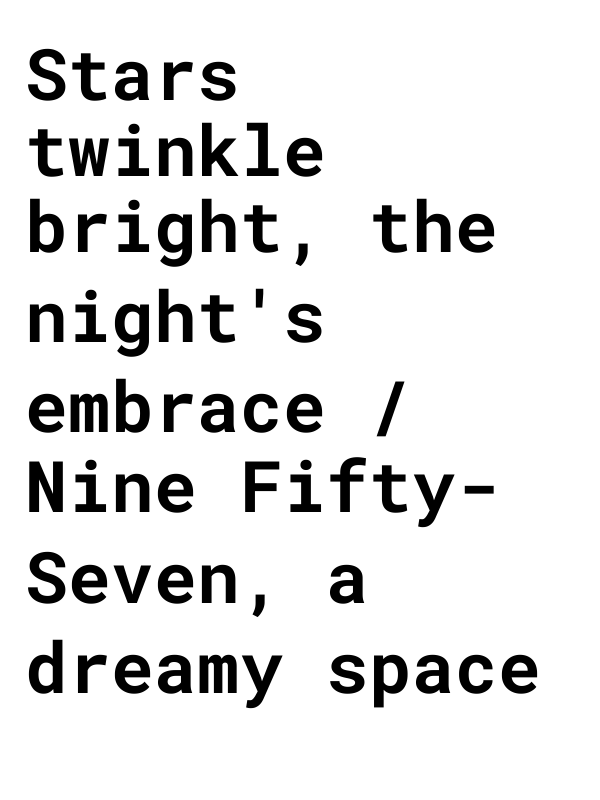 Stars
twinkle
bright, the
night's
embrace /
Nine Fifty-
Seven, a
dreamy space